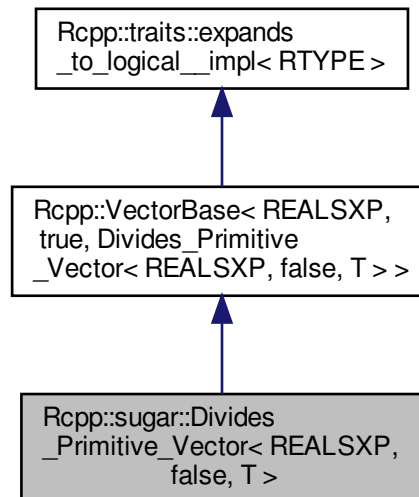 Rcpp::traits::expands
_to_logical__impl< RTYPE >
Rcpp::VectorBase< REALSXP,
true, Divides_Primitive
_Vector< REALSXP, false, T > >
Rcpp::sugar::Divides
_Primitive_Vector< REALSXP,
false, T >